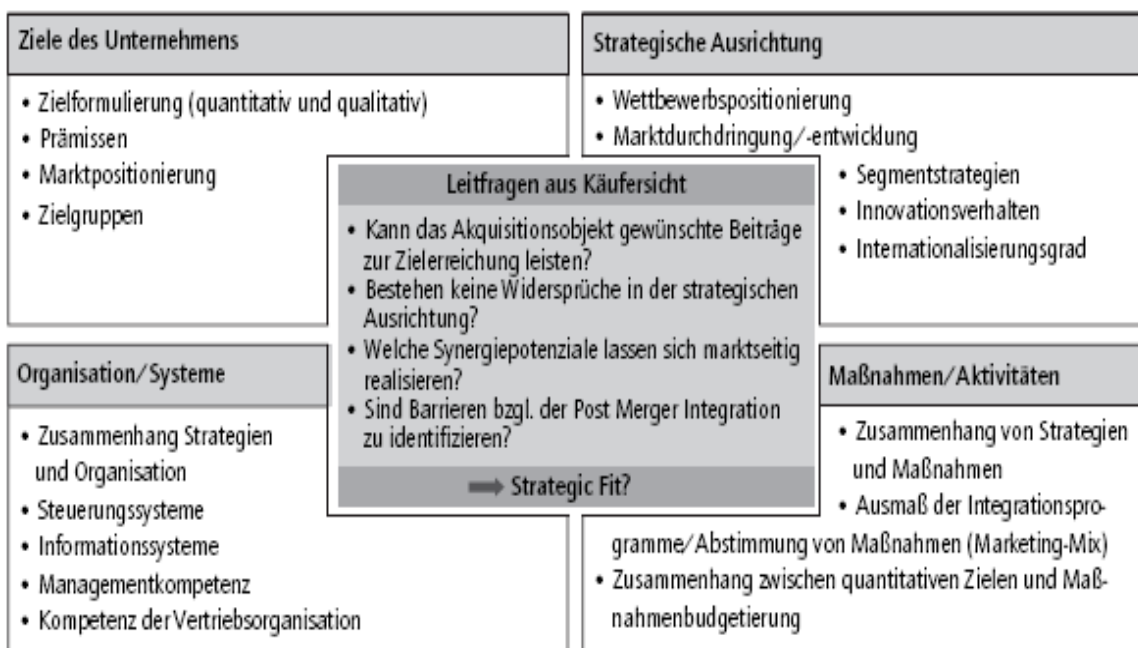 Ziele des Unternehmens
• Zielformulierung (quantitativ und qualitativ)
• Prämissen
• Marktpositionierung
• Zielgruppen
Strategische Ausrichtung
• Wettbewerbspositionierung
• Marktdurchdringung/-entwicklung
• Segmentstrategien
• Innovationsverhalten
• Internationalisierungsgrad
Leitfragen aus Käufersicht
• Kann das Akquisitionsobjekt gewünschte Beiträge
zur Zielerreichung leisten?
• Bestehen keine Widersprüche in der strategischen
Ausrichtung?
• Welche Synergiepotenziale lassen sich marktseitig
realisieren?
• Sind Barrieren bzgl. der Post Merger Integration
zu identifizieren?
➡ Strategic Fit?
Organisation/Systeme
• Zusammenhang Strategien
und Organisation
• Steuerungssysteme
• Informationssysteme
• Managementkompetenz
• Kompetenz der Vertriebsorganisation
Maßnahmen/Aktivitäten
• Zusammenhang von Strategien
und Maßnahmen
• Ausmaß der Integrationspro-
gramme/Abstimmung von Maßnahmen (Marketing-Mix)
• Zusammenhang zwischen quantitativen Zielen und Maß-
nahmenbudgetierung